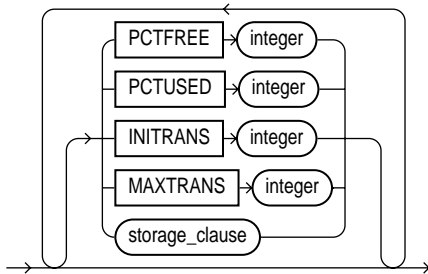 PCTFREE integer
PCTUSED integer
INITRANS integer
MAXTRANS integer
storage_clause